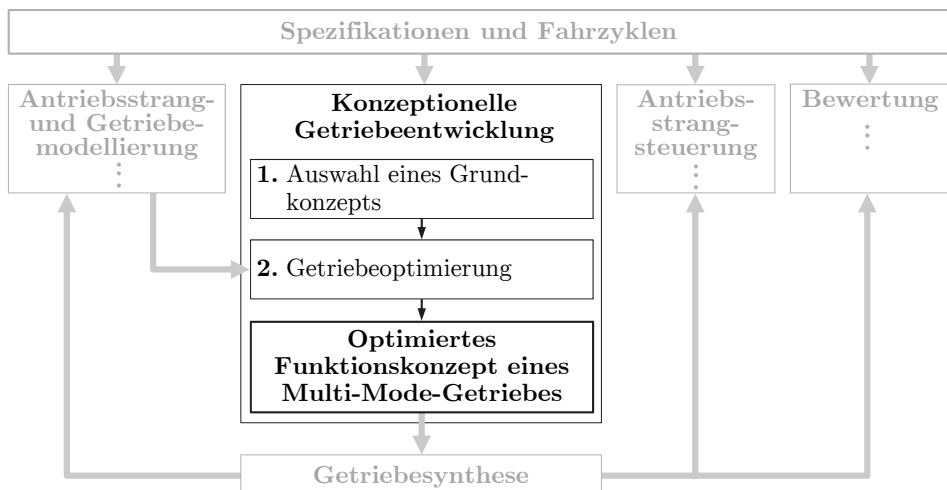 Spezifikationen und Fahrzyklen
Antriebsstrang-
und Getriebe-
modellierung
⋮
Konzeptionelle
Getriebeentwicklung
1. Auswahl eines Grund-
konzepts
2. Getriebeoptimierung
Optimiertes
Funktionskonzept eines
Multi-Mode-Getriebes
Antriebs-
strang-
steuerung
⋮
Bewertung
⋮
Getriebesynthese